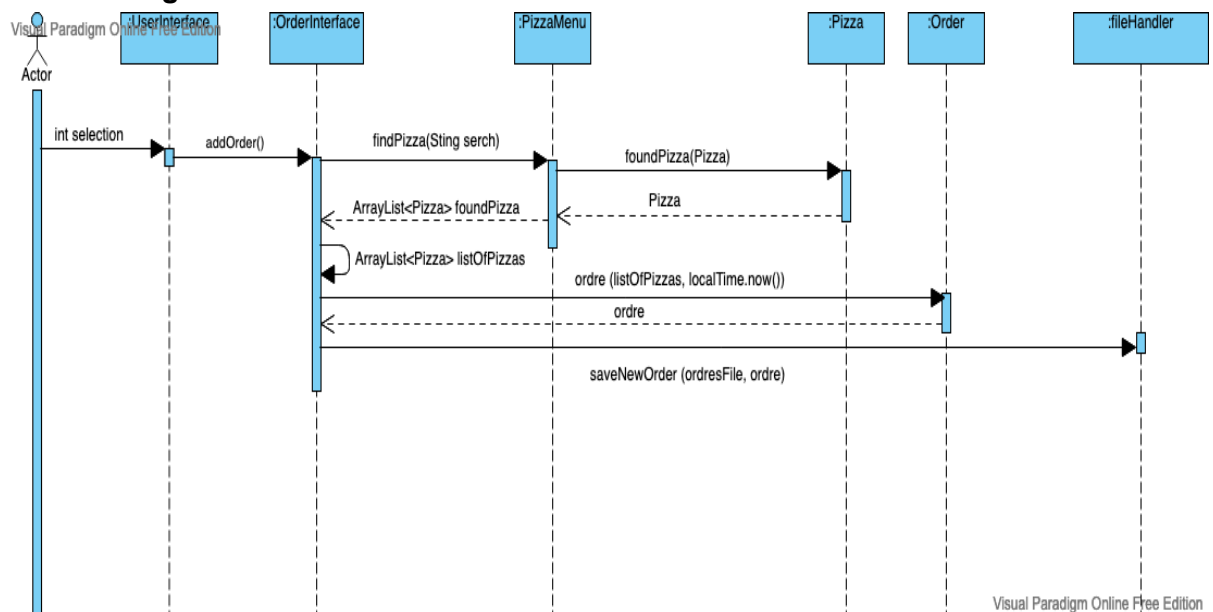 :UserInterface
:OrderInterface
:PizzaMenu
:Pizza
:Order
:fileHandler
Visual Paradigm Online Free Edition
Actor
int selection
addOrder()
findPizza(Sting serch)
foundPizza(Pizza)
Pizza
ArrayList<Pizza> foundPizza
ArrayList<Pizza> listOfPizzas
ordre (listOfPizzas, localTime.now())
ordre
saveNewOrder (ordresFile, ordre)
Visual Paradigm Online Free Edition